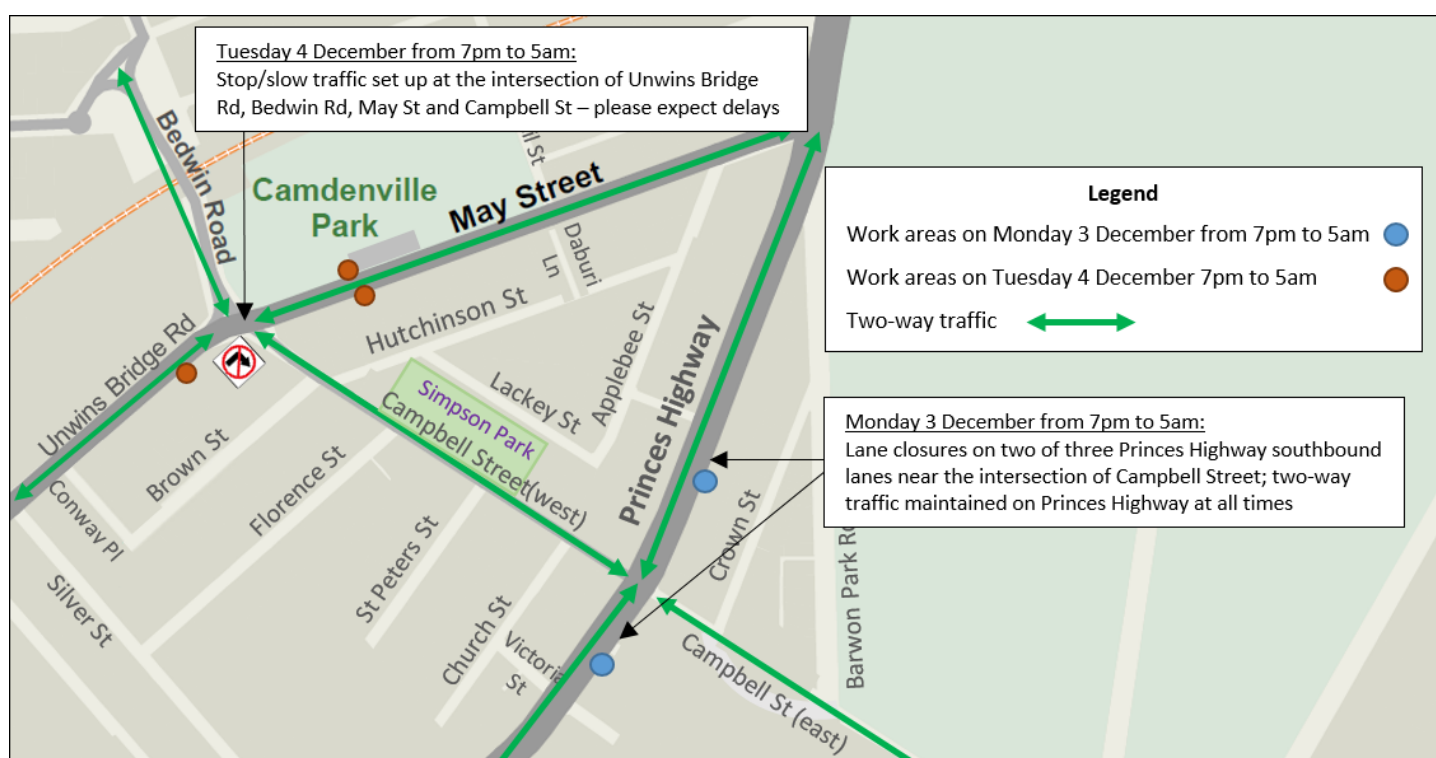 Tuesday 4 December from 7pm to 5am:
Stop/slow traffic set up at the intersection of Unwins Bridge
Rd, Bedwin Rd, May St and Campbell St – please expect delays
Bedwin Road
Camdenville
Park
May Street
il St
Daburi
Ln
Legend
Work areas on Monday 3 December from 7pm to 5am
Work areas on Tuesday 4 December 7pm to 5am
Two-way traffic
Unwins Bridge Rd
Hutchinson St
Lackey St
Applebee St
Simpson Park
Campbell Street(west)
Princes Highway
Monday 3 December from 7pm to 5am:
Lane closures on two of three Princes Highway southbound
lanes near the intersection of Campbell Street; two-way
traffic maintained on Princes Highway at all times
Brown St
Conway Pl
Florence St
St Peters St
Crown St
Barwon Park Ro
Silver St
Church St
Victoria
St
Campbell St (east)